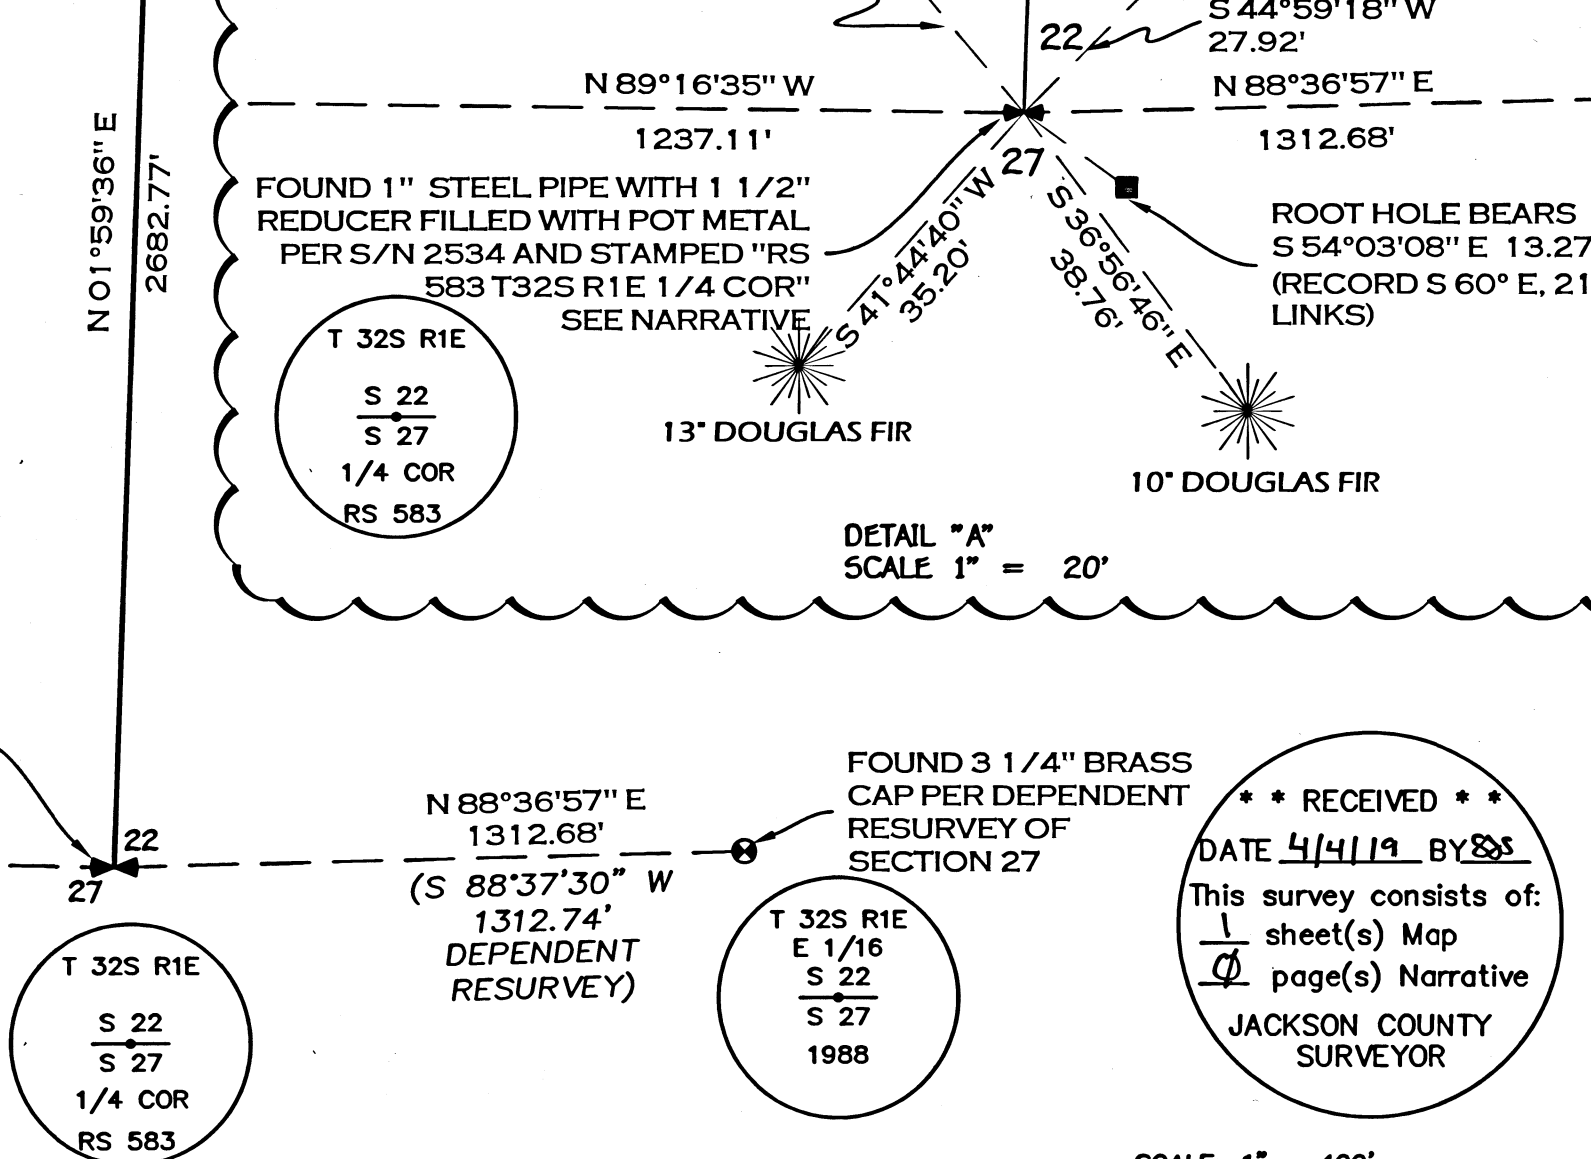 S 44°59'18" W
27.92'
22
N 89°16'35" W
1237.11'
N 88°36'57" E
1312.68'
27
N 01°59'36" E
2682.77'
FOUND 1" STEEL PIPE WITH 1 1/2"
REDUCER FILLED WITH POT METAL
PER S/N 2534 AND STAMPED "RS
583 T32S R1E 1/4 COR"
SEE NARRATIVE
S 41°44'40" W
35.20'
S 36°56'46" E
38.76'
ROOT HOLE BEARS
S 54°03'08" E 13.27
(RECORD S 60° E, 21
LINKS)
T 32S R1E
S 22
S 27
1/4 COR
RS 583
13" DOUGLAS FIR
10" DOUGLAS FIR
DETAIL "A"
SCALE 1" = 20'
N 88°36'57" E
1312.68'
(S 88°37'30" W
1312.74'
DEPENDENT
RESURVEY)
22
27
FOUND 3 1/4" BRASS
CAP PER DEPENDENT
RESURVEY OF
SECTION 27
T 32S R1E
S 22
S 27
1/4 COR
RS 583
T 32S R1E
E 1/16
S 22
S 27
1988
* * RECEIVED * *
DATE 4/4/19 BY
This survey consists of:
1 sheet(s) Map
0 page(s) Narrative
JACKSON COUNTY
SURVEYOR